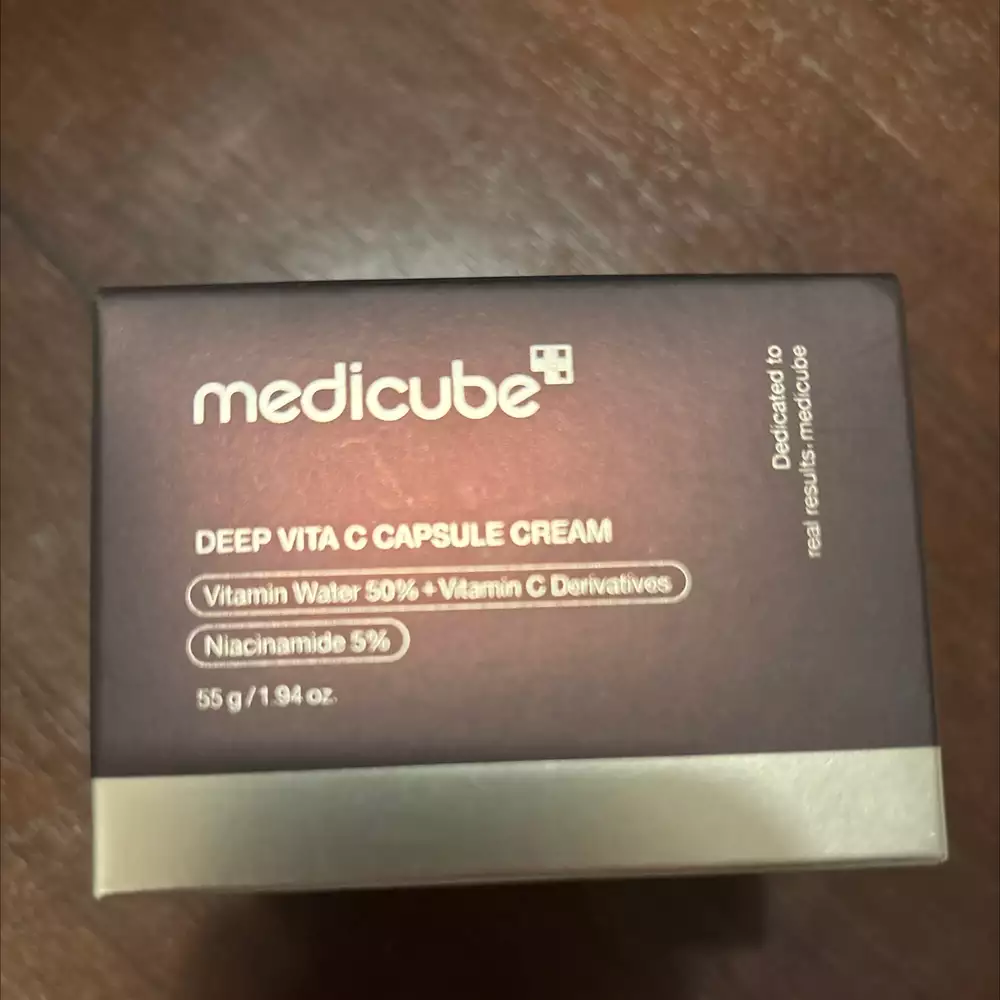 medicube
DEEP VITA C CAPSULE CREAM
Vitamin Water 50% + Vitamin C Derivatives
Niacinamide 5%
55 g / 1.94 oz.
Dedicated to
real results. medicube